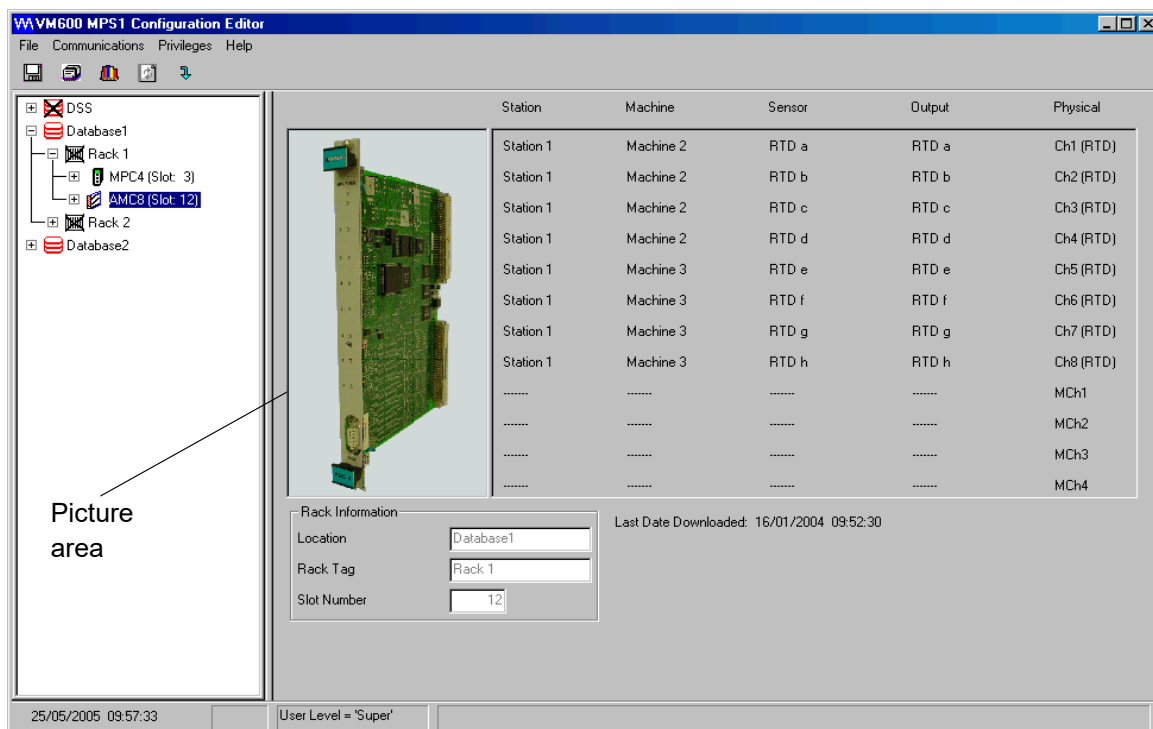 VM600 MPS1 Configuration Editor
File Communications Privileges Help
DSS
Database1
Rack 1
MPC4 (Slot: 3)
AMC8 (Slot: 12)
Rack 2
Database2
Station Machine Sensor Output Physical
Station 1 Machine 2 RTD a RTD a Ch1 (RTD)
Station 1 Machine 2 RTD b RTD b Ch2 (RTD)
Station 1 Machine 2 RTD c RTD c Ch3 (RTD)
Station 1 Machine 2 RTD d RTD d Ch4 (RTD)
Station 1 Machine 3 RTD e RTD e Ch5 (RTD)
Station 1 Machine 3 RTD f RTD f Ch6 (RTD)
Station 1 Machine 3 RTD g RTD g Ch7 (RTD)
Station 1 Machine 3 RTD h RTD h Ch8 (RTD)
------- ------- ------- ------- MCh1
------- ------- ------- ------- MCh2
------- ------- ------- ------- MCh3
------- ------- ------- ------- MCh4
Picture
area
Rack Information
Location Database1
Rack Tag Rack 1
Slot Number 12
Last Date Downloaded: 16/01/2004 09:52:30
25/05/2005 09:57:33
User Level = 'Super'